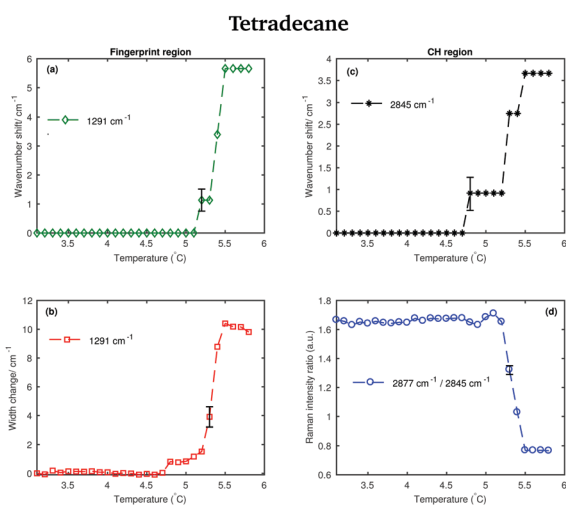 Tetradecane
Fingerprint region
(a)
1291 cm⁻¹
Wavenumber shift/ cm⁻¹
0
1
2
3
4
5
6
3.5 4 4.5 5 5.5 6
Temperature (°C)
CH region
(c)
2845 cm⁻¹
Wavenumber shift/ cm⁻¹
0
0.5
1
1.5
2
2.5
3
3.5
4
3.5 4 4.5 5 5.5 6
Temperature (°C)
(b)
1291 cm⁻¹
Width change/ cm⁻¹
0
2
4
6
8
10
12
3.5 4 4.5 5 5.5 6
Temperature (°C)
(d)
2877 cm⁻¹ / 2845 cm⁻¹
Raman intensity ratio (a.u.)
0.6
0.8
1
1.2
1.4
1.6
1.8
3.5 4 4.5 5 5.5 6
Temperature (°C)